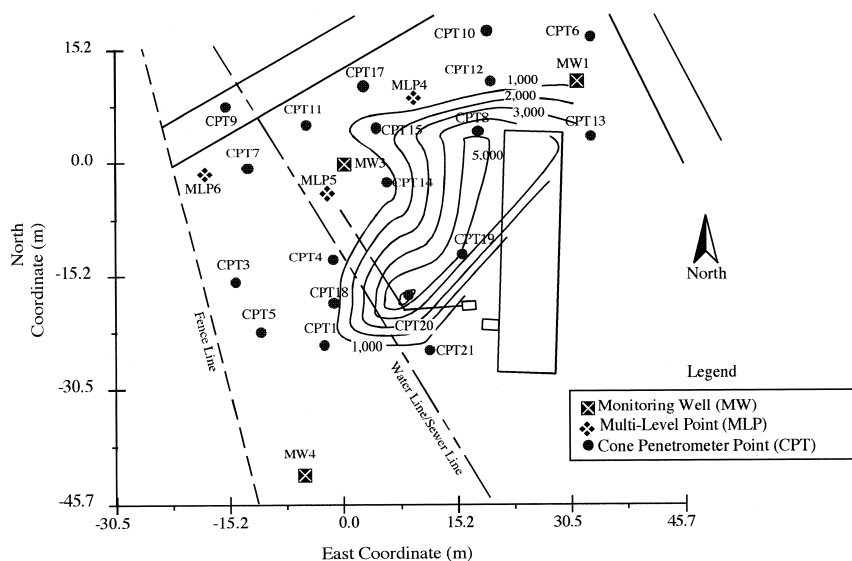 CPT10
CPT6
15.2
MW1
CPT17
CPT12
1,000
MLP4
2,000
3,000
CPT9
CPT11
CPT15
CPT8
CPT13
5,000
0.0
CPT7
MW3
MLP5
MLP6
CPT14
North
Coordinate (m)
CPT19
CPT4
CPT3
North
-15.2
CPT18
CPT5
CPT1
CPT20
1,000
CPT21
Fence Line
Water Line/Sewer Line
-30.5
Legend
Monitoring Well (MW)
Multi-Level Point (MLP)
Cone Penetrometer Point (CPT)
MW4
-45.7
-30.5
-15.2
0.0
15.2
30.5
45.7
East Coordinate (m)